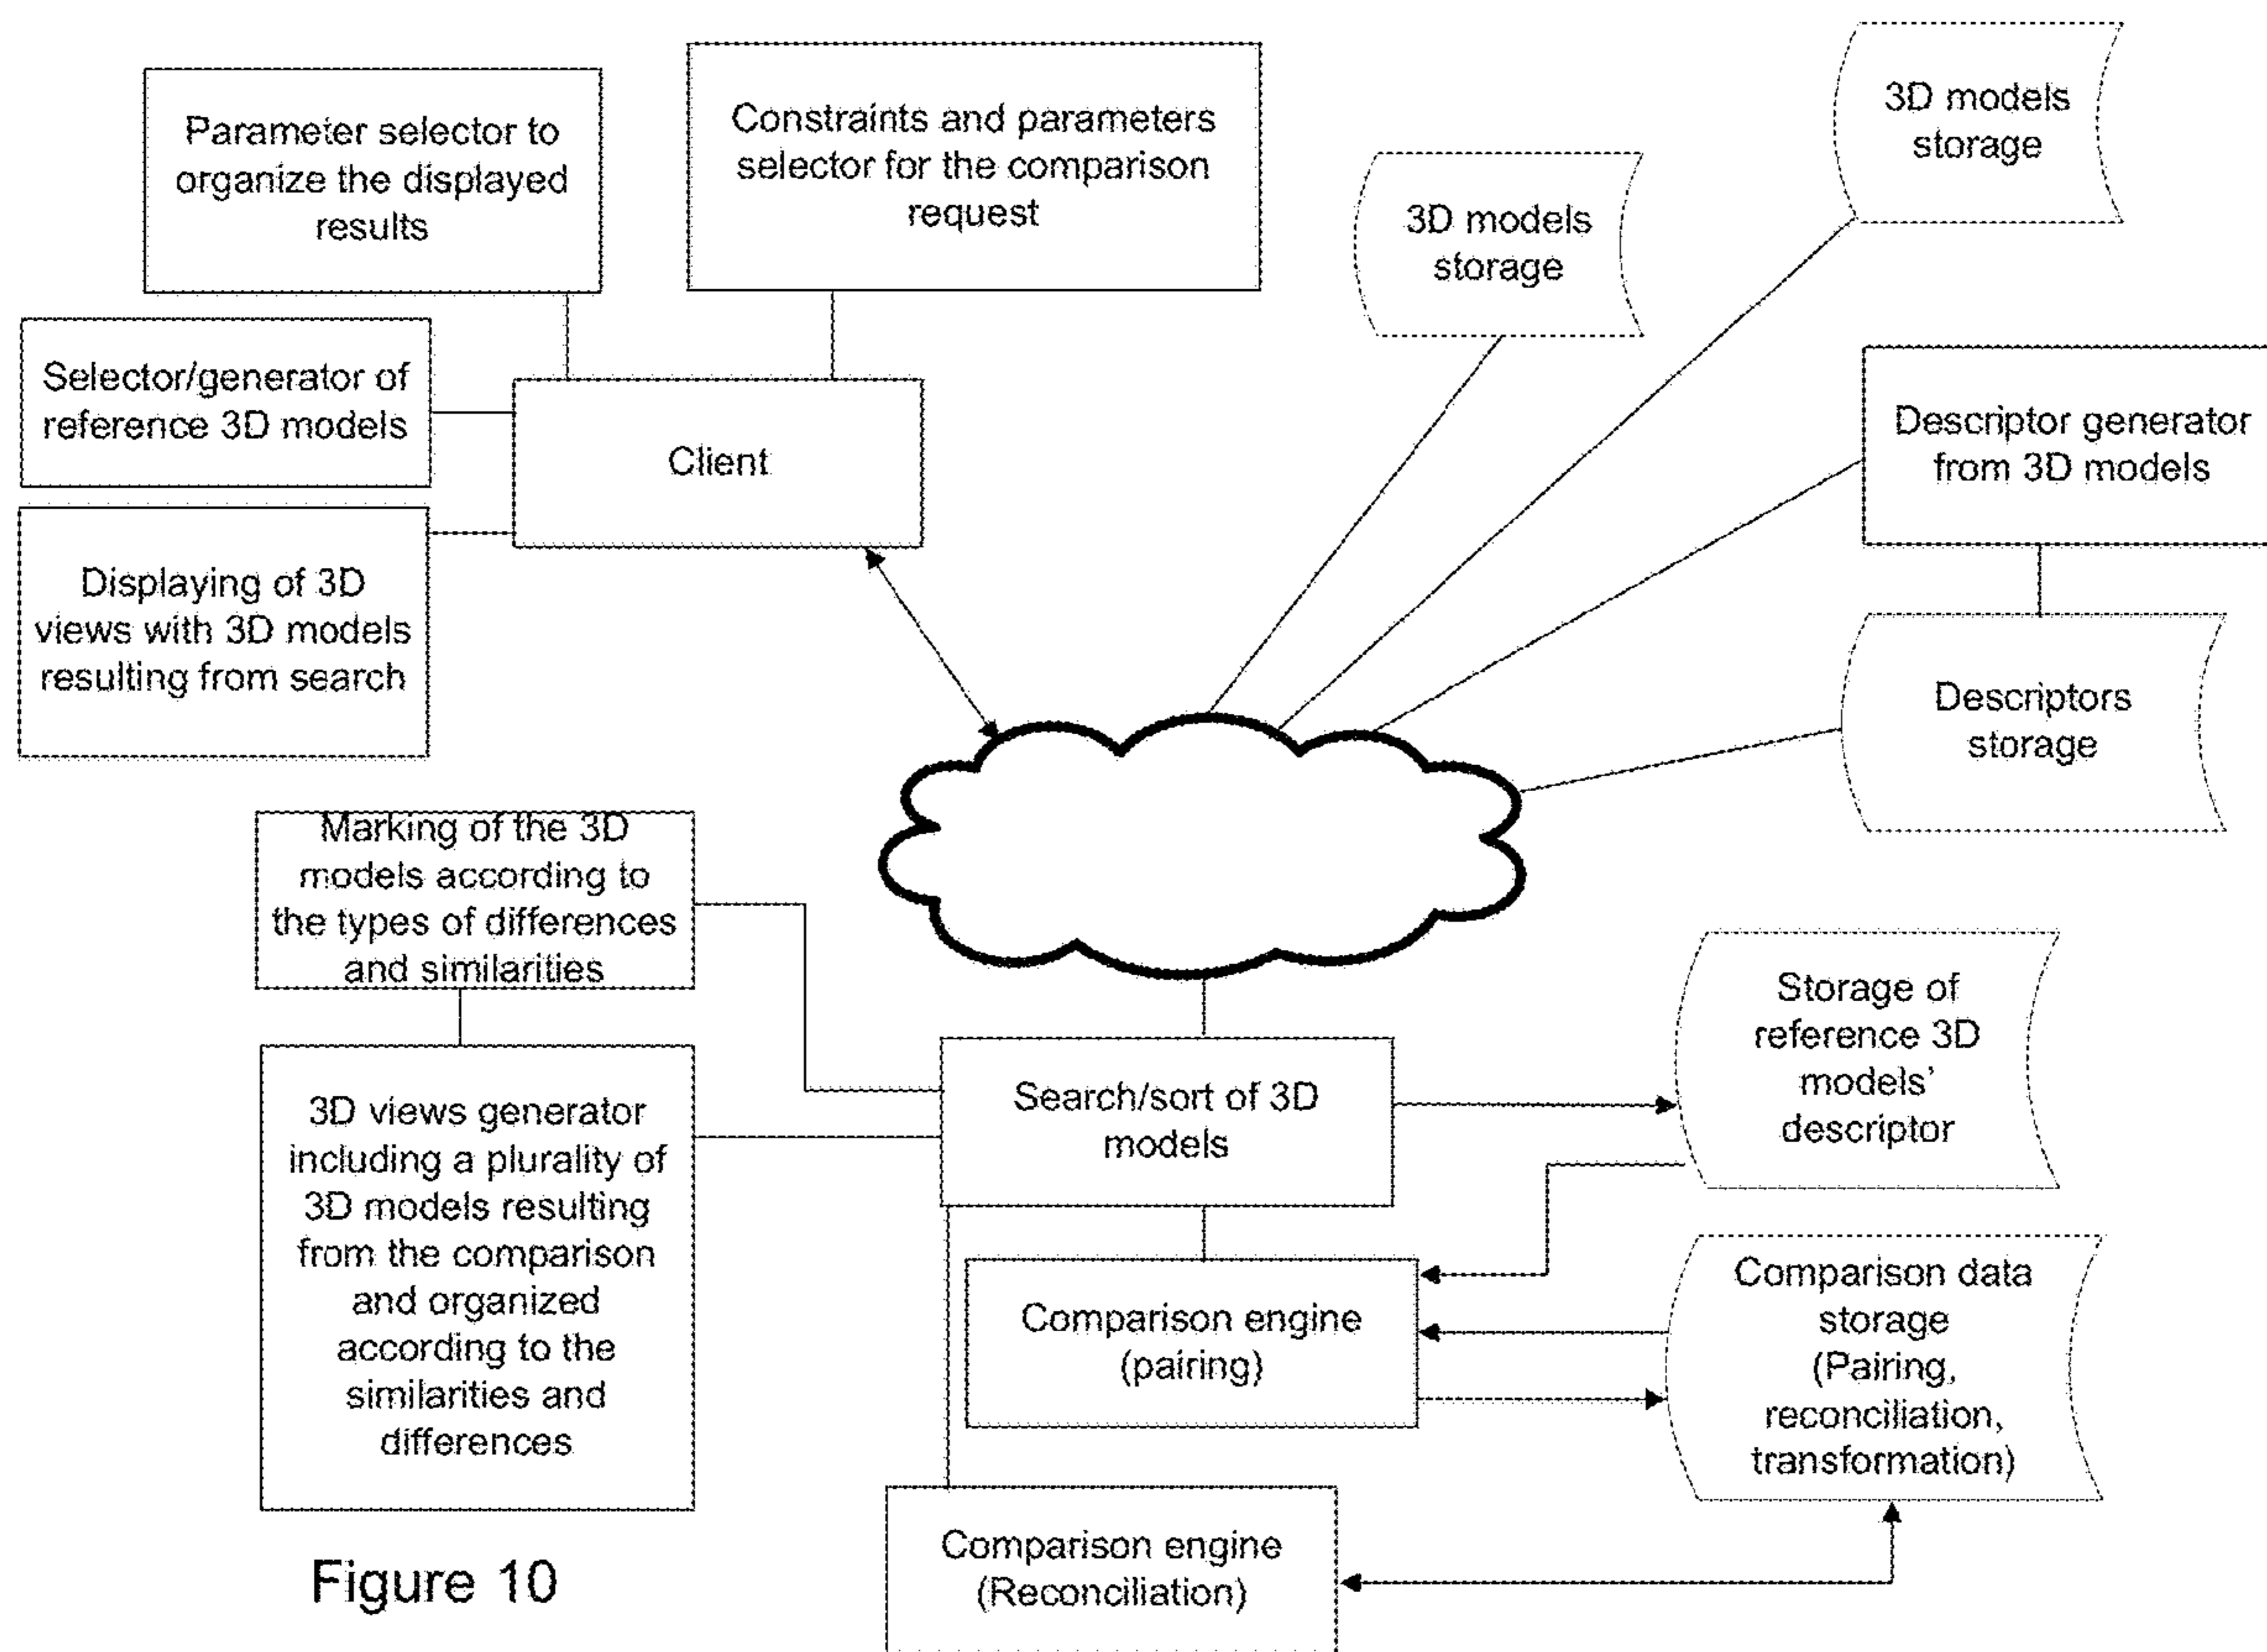 Parameter selector to
organize the displayed
results
Constraints and parameters
selector for the comparison
request
3D models
storage
3D models
storage
Selector/generator of
reference 3D models
Client
Descriptor generator
from 3D models
Displaying of 3D
views with 3D models
resulting from search
Descriptors
storage
Marking of the 3D
models according to
the types of differences
and similarities
Storage of
reference 3D
models’
descriptor
Search/sort of 3D
models
3D views generator
including a plurality of
3D models resulting
from the comparison
and organized
according to the
similarities and
differences
Comparison engine
(pairing)
Comparison data
storage
(Pairing,
reconciliation,
transformation)
Comparison engine
(Reconciliation)
Figure 10